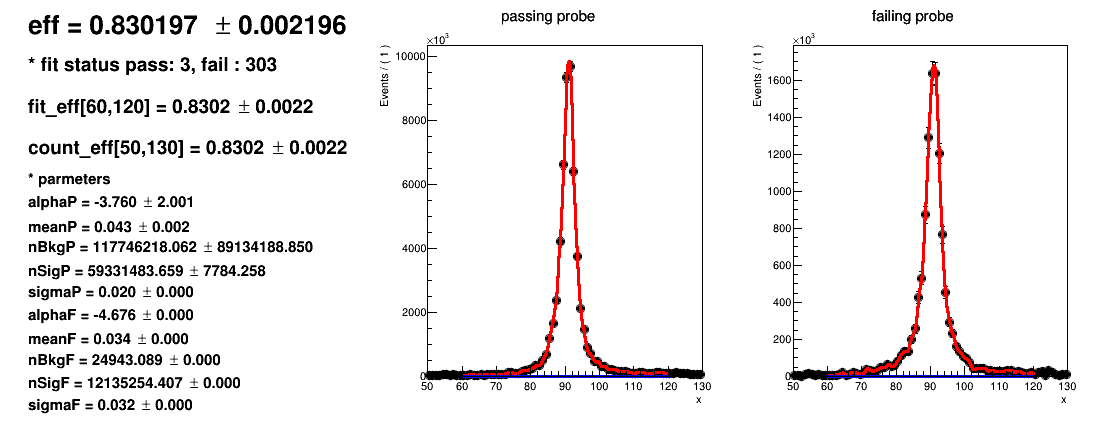 eff = 0.830197 ± 0.002196
* fit status pass: 3, fail : 303
fit_eff[60,120] = 0.8302 ± 0.0022
count_eff[50,130] = 0.8302 ± 0.0022
* parmeters
alphaP = -3.760 ± 2.001
meanP = 0.043 ± 0.002
nBkgP = 117746218.062 ± 89134188.850
nSigP = 59331483.659 ± 7784.258
sigmaP = 0.020 ± 0.000
alphaF = -4.676 ± 0.000
meanF = 0.034 ± 0.000
nBkgF = 24943.089 ± 0.000
nSigF = 12135254.407 ± 0.000
sigmaF = 0.032 ± 0.000
passing probe
×10³
Events / ( 1 )
10000
8000
6000
4000
2000
0
50 60 70 80 90 100 110 120 130
x
failing probe
×10³
Events / ( 1 )
1600
1400
1200
1000
800
600
400
200
0
50 60 70 80 90 100 110 120 130
x